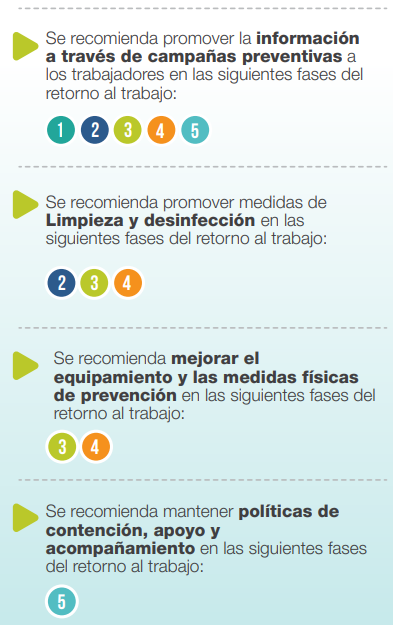 Se recomienda promover la información
a través de campañas preventivas a
los trabajadores en las siguientes fases del
retorno al trabajo:
1 2 3 4 5
Se recomienda promover medidas de
Limpieza y desinfección en las
siguientes fases del retorno al trabajo:
2 3 4
Se recomienda mejorar el
equipamiento y las medidas físicas
de prevención en las siguientes fases del
retorno al trabajo:
3 4
Se recomienda mantener políticas de
contención, apoyo y
acompañamiento en las siguientes fases
del retorno al trabajo:
5